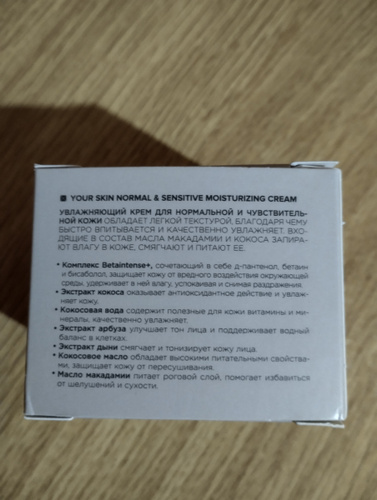 ■ YOUR SKIN NORMAL & SENSITIVE MOISTURIZING CREAM
УВЛАЖНЯЮЩИЙ КРЕМ ДЛЯ НОРМАЛЬНОЙ И ЧУВСТВИТЕЛЬ-
НОЙ КОЖИ ОБЛАДАЕТ ЛЕГКОЙ ТЕКСТУРОЙ, БЛАГОДАРЯ ЧЕМУ
БЫСТРО ВПИТЫВАЕТСЯ И КАЧЕСТВЕННО УВЛАЖНЯЕТ. ВХО-
ДЯЩИЕ В СОСТАВ МАСЛА МАКАДАМИИ И КОКОСА ЗАПИРА-
ЮТ ВЛАГУ В КОЖЕ, СМЯГЧАЮТ И ПИТАЮТ ЕЕ.
• Комплекс Betaintense+, сочетающий в себе д-пантенол, бетаин
и бисаболол, защищает кожу от вредного воздействия окружающей
среды, удерживает в ней влагу, успокаивая и снимая раздражения.
• Экстракт кокоса оказывает антиоксидантное действие и увлаж-
няет кожу.
• Кокосовая вода содержит полезные для кожи витамины и ми-
нералы, качественно увлажняет.
• Экстракт арбуза улучшает тон лица и поддерживает водный
баланс в клетках.
• Экстракт дыни смягчает и тонизирует кожу лица.
• Кокосовое масло обладает высокими питательными свойства-
ми, защищает кожу от пересушивания.
• Масло макадамии питает роговой слой, помогает избавиться
от шелушений и сухости.